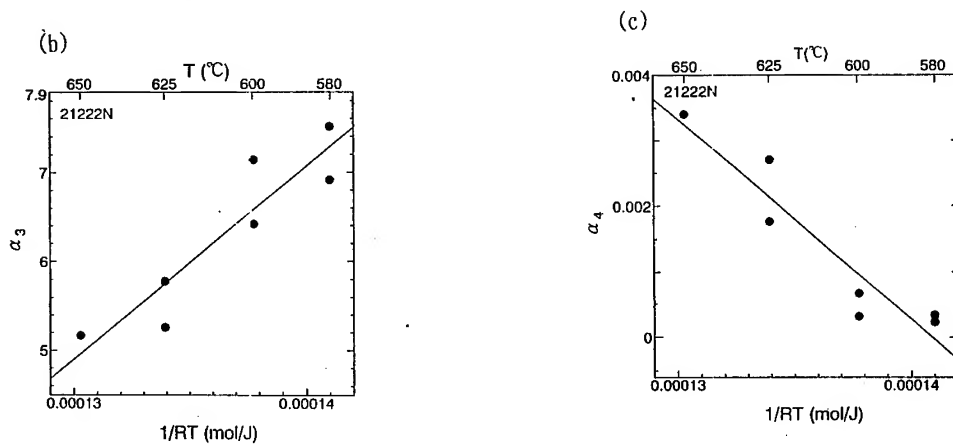 (b)
T (°C)
650 625 600 580
7.9
21222N
7
6
5
α3
0.00013 0.00014
1/RT (mol/J)
(c)
T(°C)
650 625 600 580
0.004
21222N
0.002
0
α4
0.00013 0.00014
1/RT (mol/J)